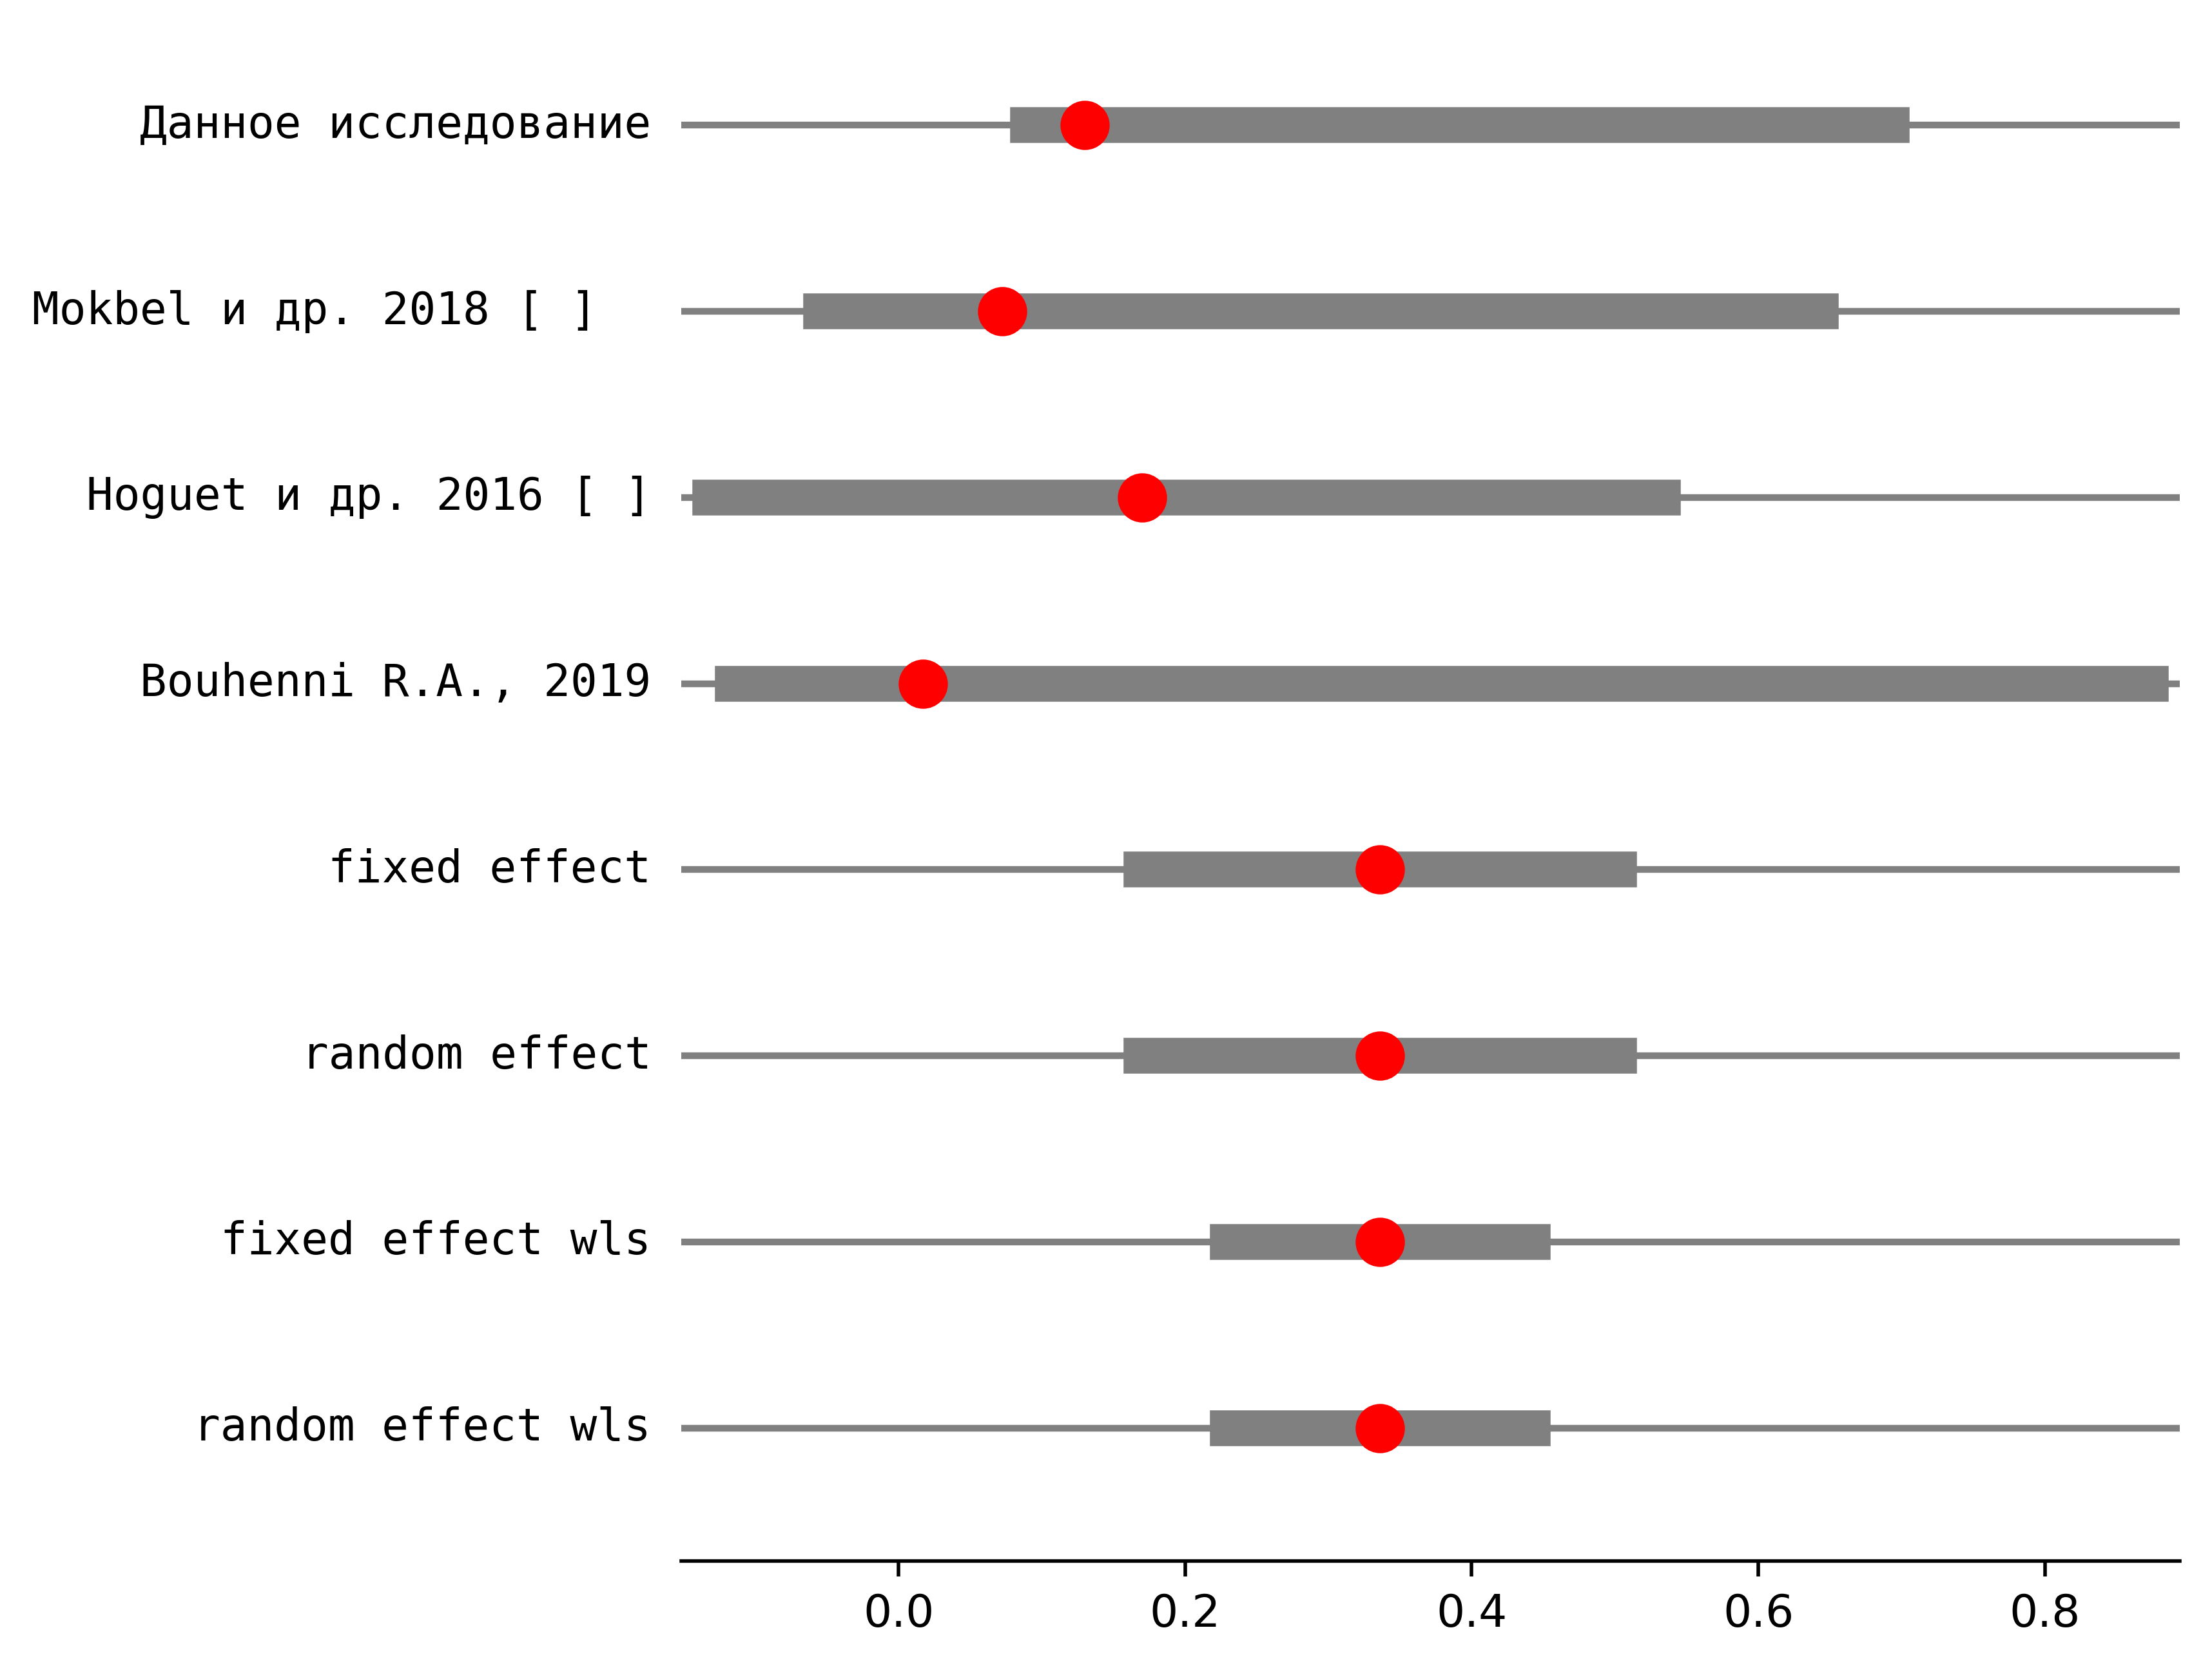 Данное исследование
Mokbel и др. 2018 [ ]
Hoguet и др. 2016 [ ]
Bouhenni R.A., 2019
fixed effect
random effect
fixed effect wls
random effect wls
0.0 0.2 0.4 0.6 0.8